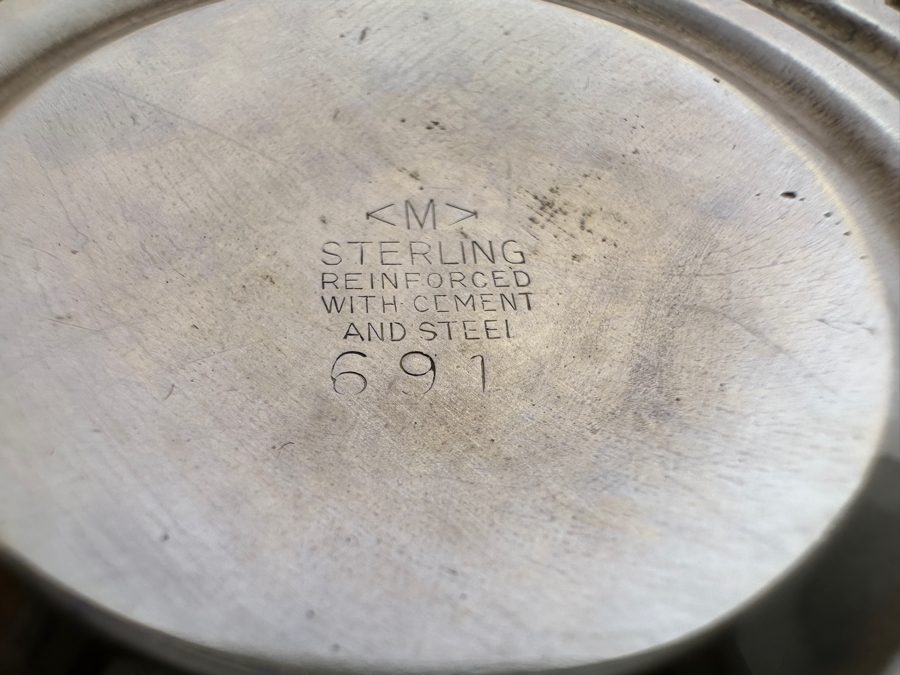 <M>
STERLING
REINFORCED
WITH CEMENT
AND STEEL
691